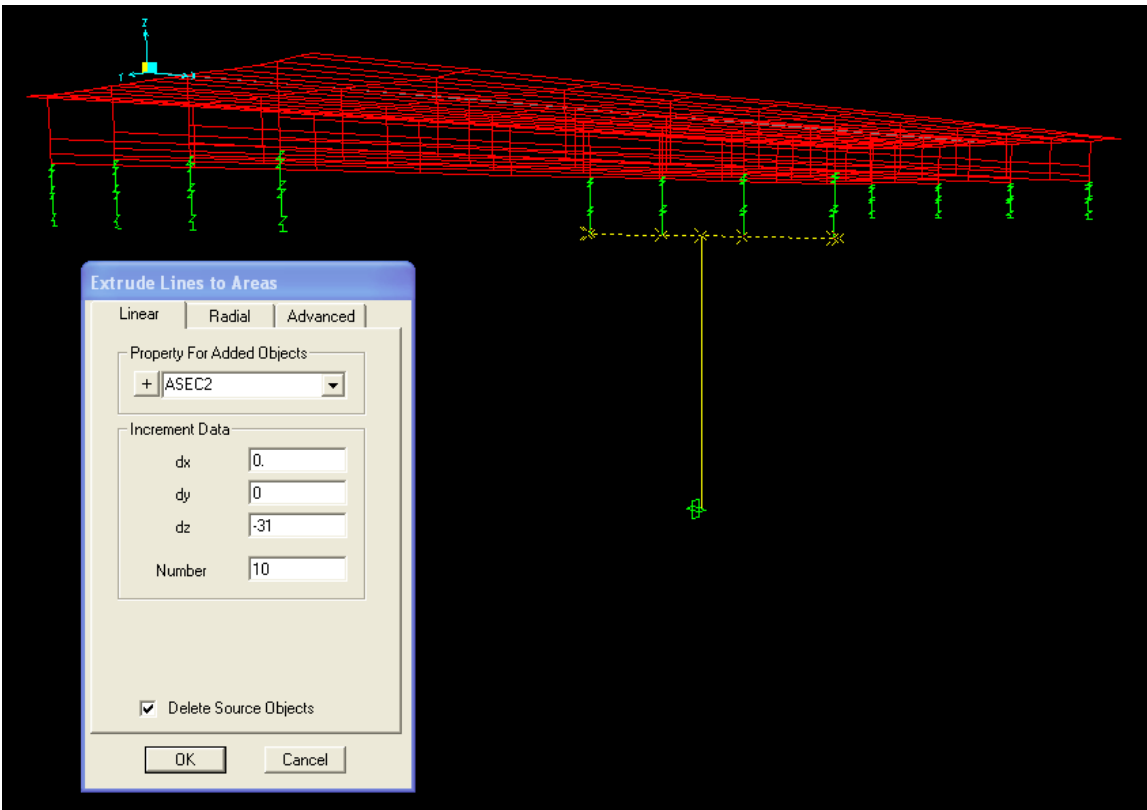 Z
Y
X
Extrude Lines to Areas
Linear
Radial
Advanced
Property For Added Objects
+
ASEC2
Increment Data
dx
0.
dy
0
dz
-31
Number
10
Delete Source Objects
OK
Cancel